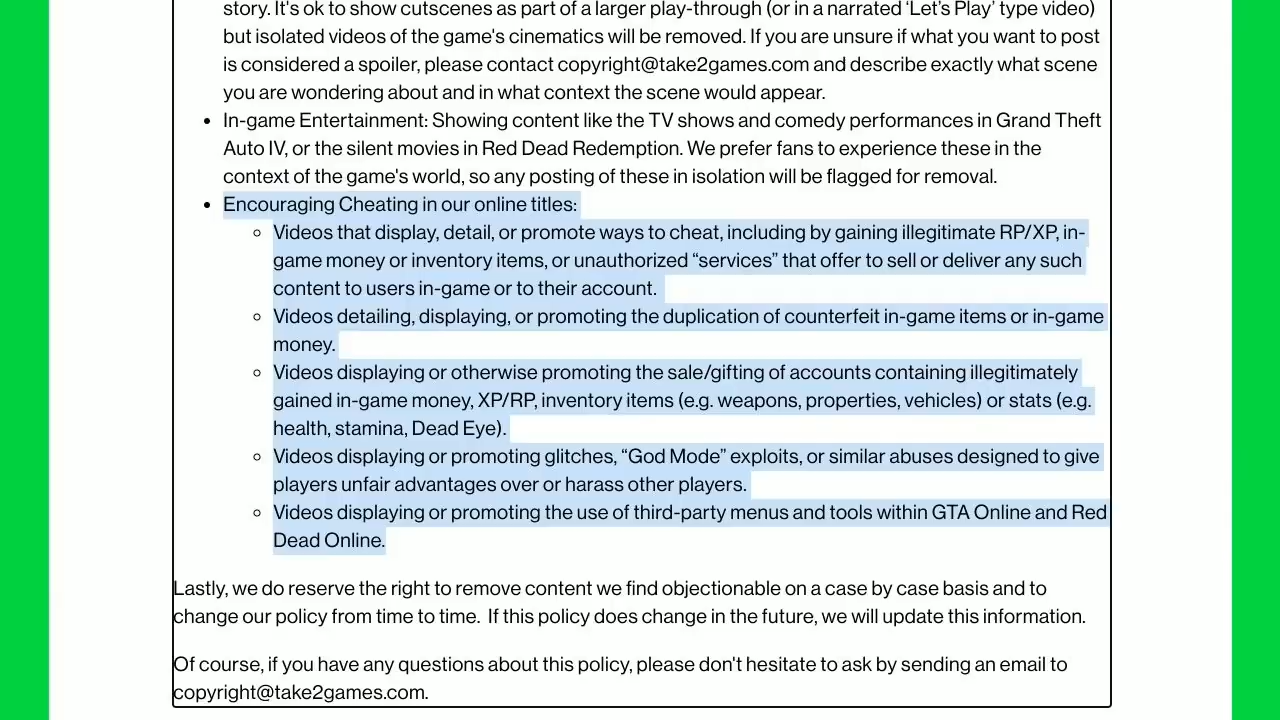 story. It's ok to show cutscenes as part of a larger play-through (or in a narrated ‘Let’s Play’ type video)
but isolated videos of the game's cinematics will be removed. If you are unsure if what you want to post
is considered a spoiler, please contact copyright@take2games.com and describe exactly what scene
you are wondering about and in what context the scene would appear.
• In-game Entertainment: Showing content like the TV shows and comedy performances in Grand Theft
Auto IV, or the silent movies in Red Dead Redemption. We prefer fans to experience these in the
context of the game's world, so any posting of these in isolation will be flagged for removal.
• Encouraging Cheating in our online titles:
◦ Videos that display, detail, or promote ways to cheat, including by gaining illegitimate RP/XP, in-
game money or inventory items, or unauthorized “services” that offer to sell or deliver any such
content to users in-game or to their account.
◦ Videos detailing, displaying, or promoting the duplication of counterfeit in-game items or in-game
money.
◦ Videos displaying or otherwise promoting the sale/gifting of accounts containing illegitimately
gained in-game money, XP/RP, inventory items (e.g. weapons, properties, vehicles) or stats (e.g.
health, stamina, Dead Eye).
◦ Videos displaying or promoting glitches, “God Mode” exploits, or similar abuses designed to give
players unfair advantages over or harass other players.
◦ Videos displaying or promoting the use of third-party menus and tools within GTA Online and Red
Dead Online.
Lastly, we do reserve the right to remove content we find objectionable on a case by case basis and to
change our policy from time to time.  If this policy does change in the future, we will update this information.
Of course, if you have any questions about this policy, please don't hesitate to ask by sending an email to
copyright@take2games.com.